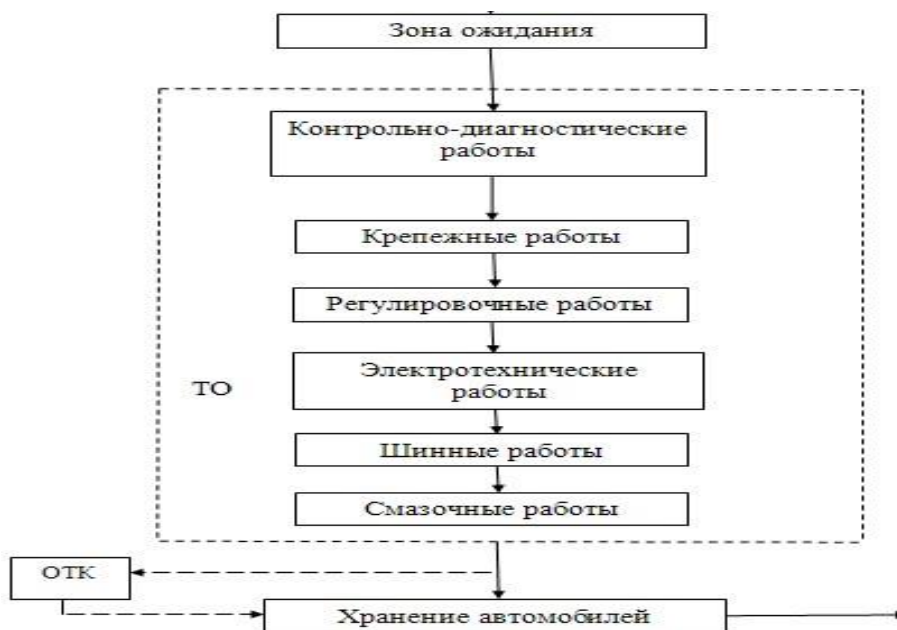 Зона ожидания
Контрольно-диагностические
работы
Крепежные работы
Регулировочные работы
Электротехнические
работы
ТО
Шинные работы
Смазочные работы
ОТК
Хранение автомобилей